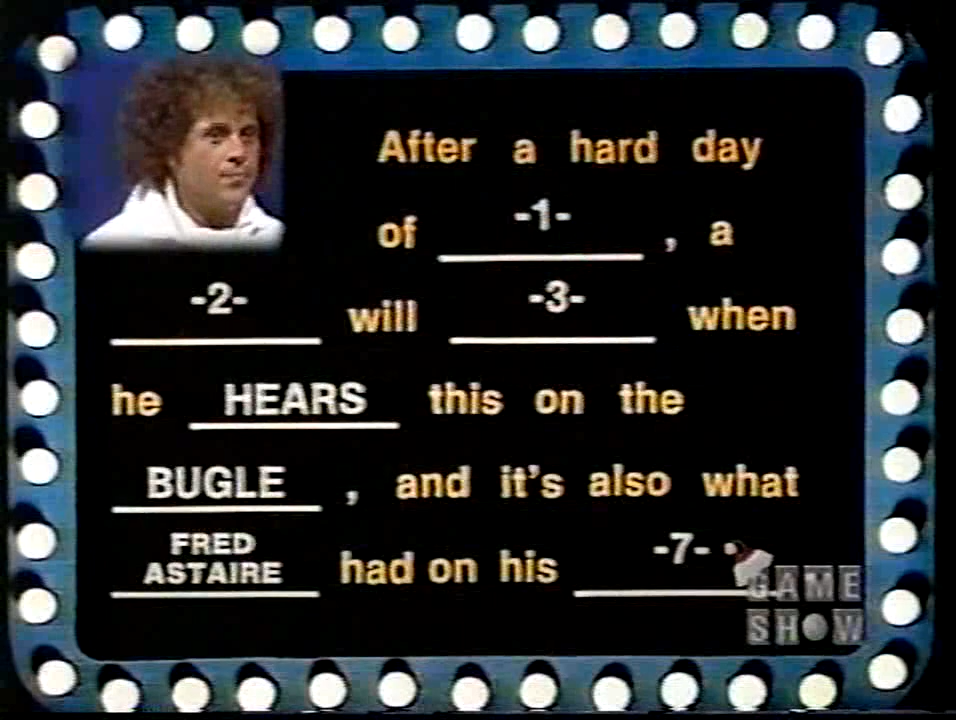 After a hard day
of -1- , a
-2- will -3- when
he HEARS this on the
BUGLE , and it's also what
FRED
ASTAIRE had on his -7-
GAME
SHOW